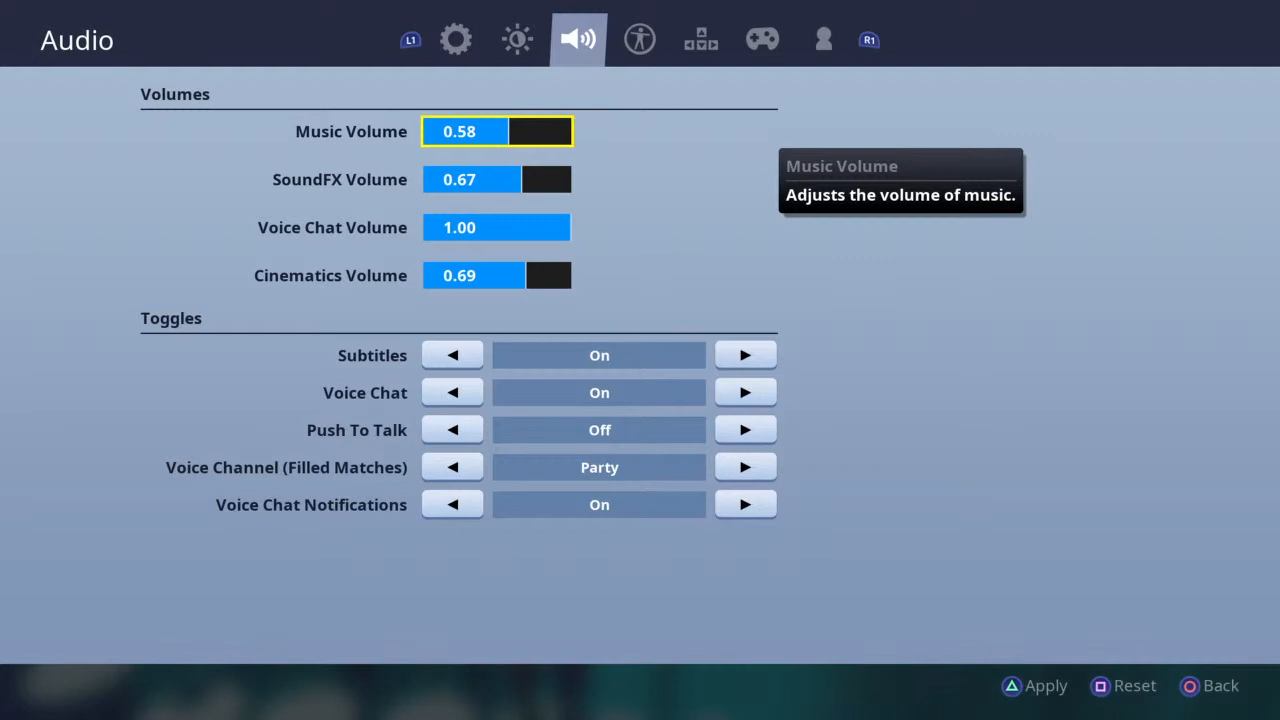 Audio
L1
R1
Volumes
Music Volume 0.58
Music Volume
Adjusts the volume of music.
SoundFX Volume 0.67
Voice Chat Volume 1.00
Cinematics Volume 0.69
Toggles
Subtitles On
Voice Chat On
Push To Talk Off
Voice Channel (Filled Matches) Party
Voice Chat Notifications On
Apply Reset Back